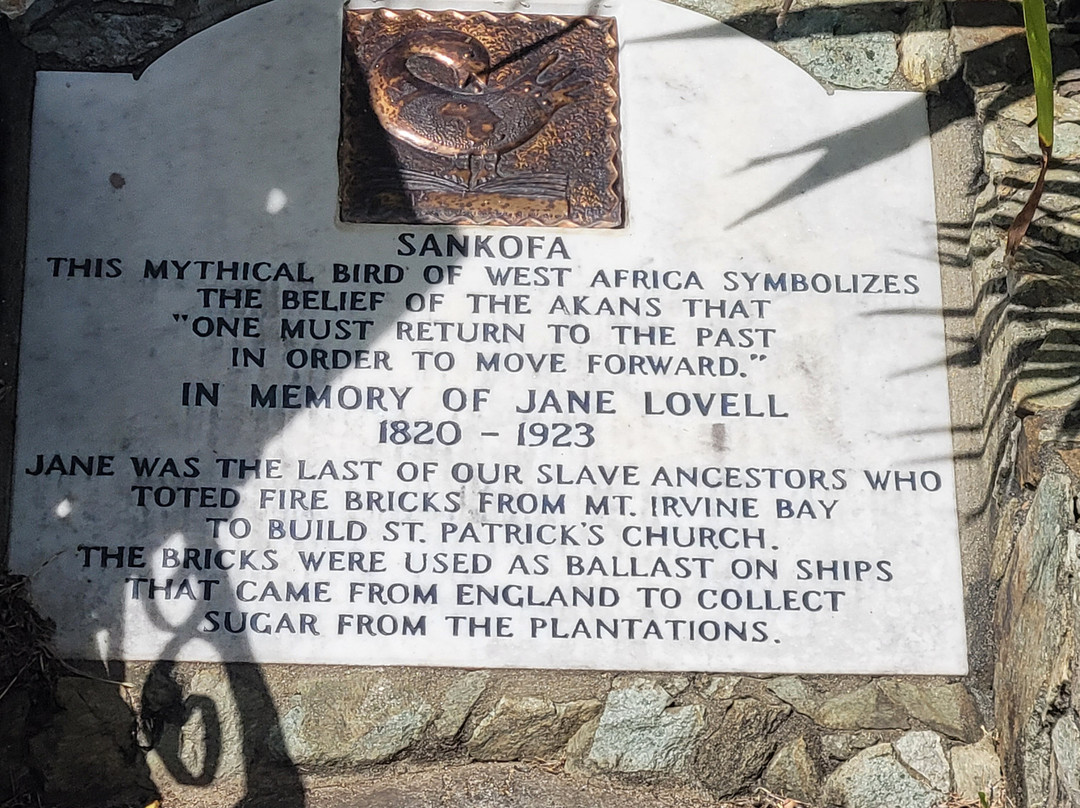 SANKOFA
THIS MYTHICAL BIRD OF WEST AFRICA SYMBOLIZES
THE BELIEF OF THE AKANS THAT
"ONE MUST RETURN TO THE PAST
IN ORDER TO MOVE FORWARD."
IN MEMORY OF JANE LOVELL
1820 - 1923
JANE WAS THE LAST OF OUR SLAVE ANCESTORS WHO
TOTED FIRE BRICKS FROM MT. IRVINE BAY
TO BUILD ST. PATRICK'S CHURCH.
THE BRICKS WERE USED AS BALLAST ON SHIPS
THAT CAME FROM ENGLAND TO COLLECT
SUGAR FROM THE PLANTATIONS.